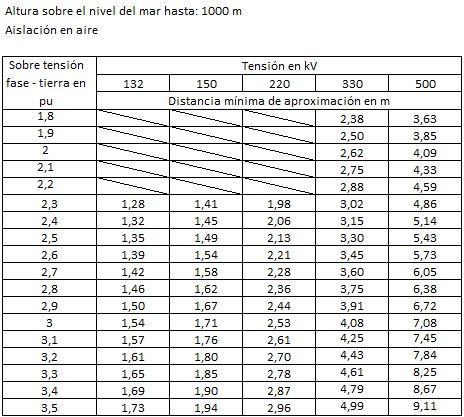 Altura sobre el nivel del mar hasta: 1000 m
Aislación en aire
Sobre tensión fase - tierra en pu Tensión en kV
132 150 220 330 500
Distancia mínima de aproximación en m
1,8 2,38 3,63
1,9 2,50 3,85
2 2,62 4,09
2,1 2,75 4,33
2,2 2,88 4,59
2,3 1,28 1,41 1,98 3,02 4,86
2,4 1,32 1,45 2,06 3,15 5,14
2,5 1,35 1,49 2,13 3,30 5,43
2,6 1,39 1,54 2,21 3,45 5,73
2,7 1,42 1,58 2,28 3,60 6,05
2,8 1,46 1,62 2,36 3,75 6,38
2,9 1,50 1,67 2,44 3,91 6,72
3 1,54 1,71 2,53 4,08 7,08
3,1 1,57 1,76 2,61 4,25 7,45
3,2 1,61 1,80 2,70 4,43 7,84
3,3 1,65 1,85 2,78 4,61 8,25
3,4 1,69 1,90 2,87 4,79 8,67
3,5 1,73 1,94 2,96 4,99 9,11